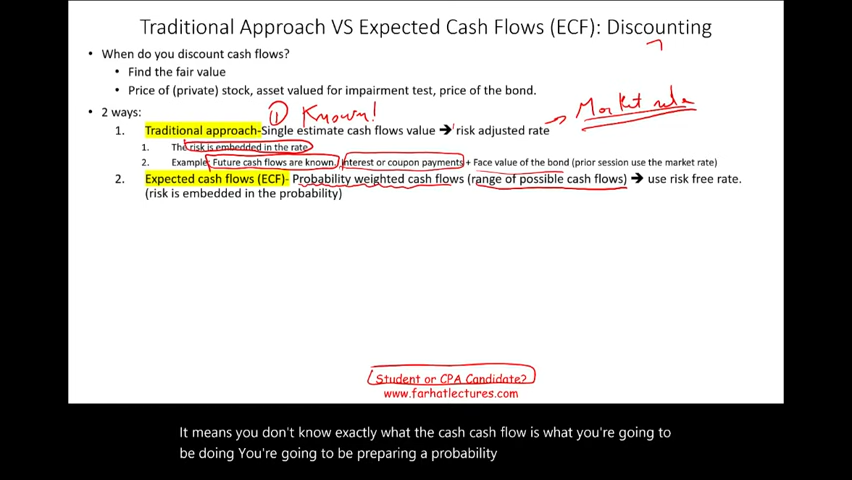 Traditional Approach VS Expected Cash Flows (ECF): Discounting
• When do you discount cash flows?
• Find the fair value
• Price of (private) stock, asset valued for impairment test, price of the bond.
• 2 ways:
① Known!
Market rate
1. Traditional approach-Single estimate cash flows value → risk adjusted rate
1. The risk is embedded in the rate
2. Example: Future cash flows are known, interest or coupon payments + Face value of the bond (prior session use the market rate)
2. Expected cash flows (ECF)- Probability weighted cash flows (range of possible cash flows) → use risk free rate.
(risk is embedded in the probability)
Student or CPA Candidate?
www.farhatlectures.com
It means you don't know exactly what the cash cash flow is what you're going to
be doing You're going to be preparing a probability